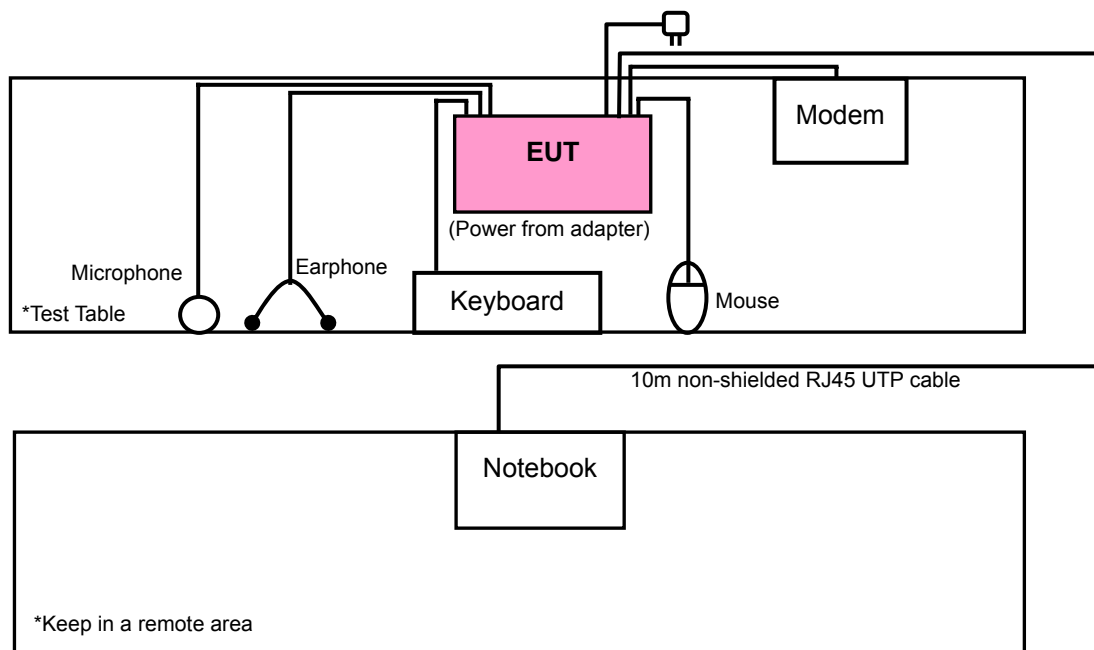 Modem
EUT
(Power from adapter)
Microphone
Earphone
Keyboard
Mouse
*Test Table
10m non-shielded RJ45 UTP cable
Notebook
*Keep in a remote area